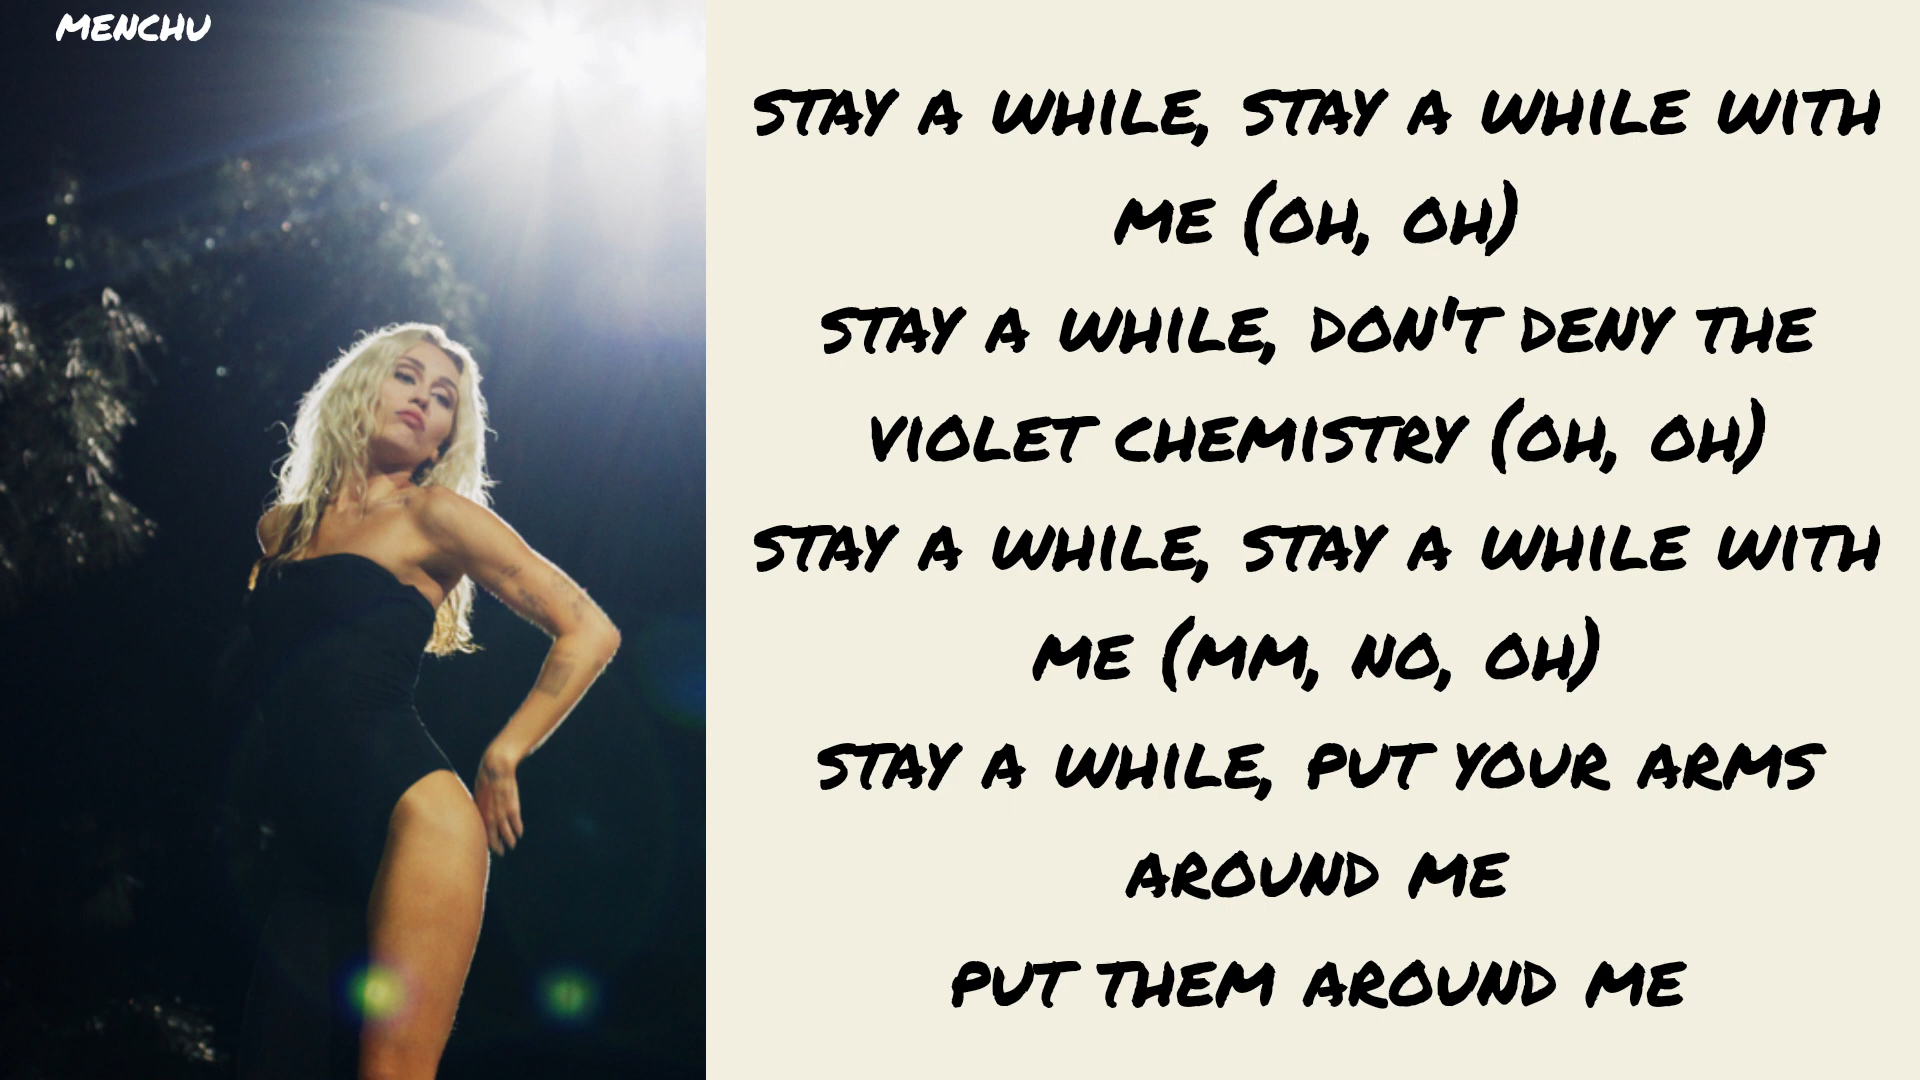 MENCHU
STAY A WHILE, STAY A WHILE WITH
ME (OH, OH)
STAY A WHILE, DON'T DENY THE
VIOLET CHEMISTRY (OH, OH)
STAY A WHILE, STAY A WHILE WITH
ME (MM, NO, OH)
STAY A WHILE, PUT YOUR ARMS
AROUND ME
PUT THEM AROUND ME